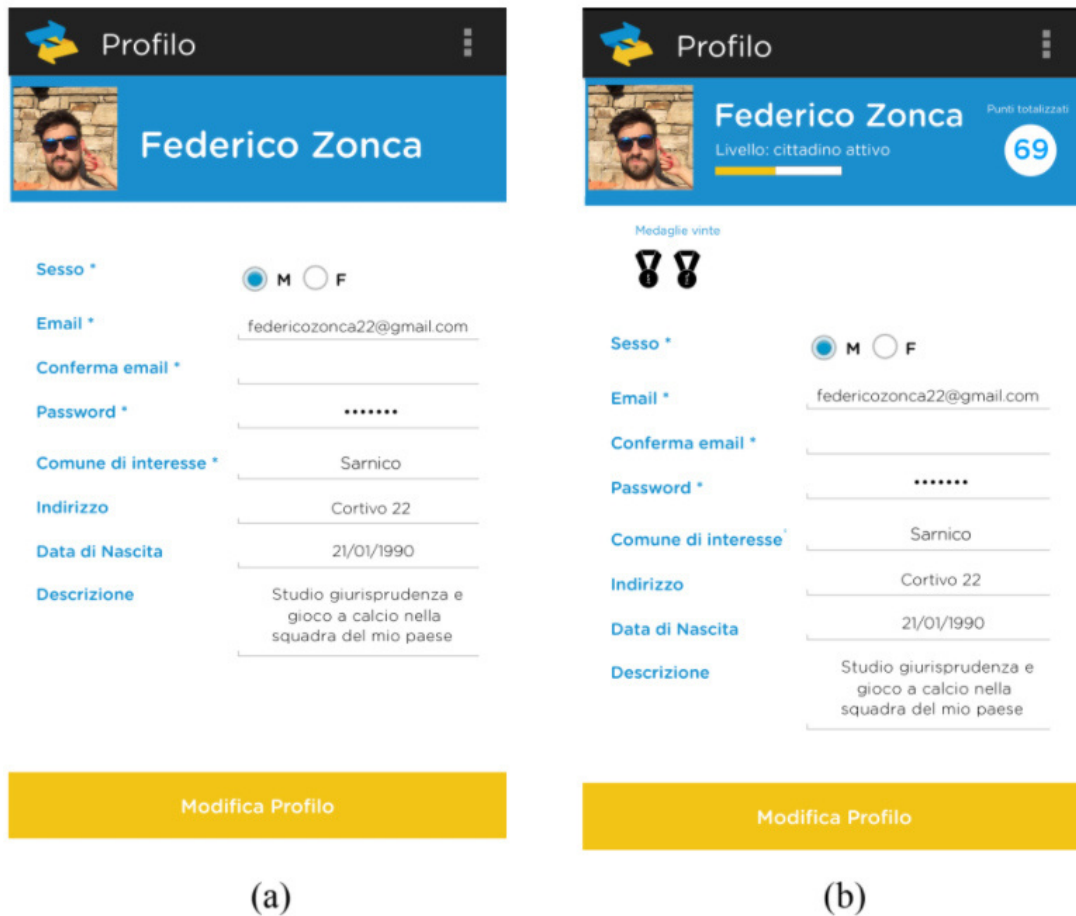 Profilo
Federico Zonca
Sesso *
M F
Email *
federicozonca22@gmail.com
Conferma email *
Password *
•••••••
Comune di interesse *
Sarnico
Indirizzo
Cortivo 22
Data di Nascita
21/01/1990
Descrizione
Studio giurisprudenza e
gioco a calcio nella
squadra del mio paese
Modifica Profilo
(a)
Profilo
Federico Zonca
Livello: cittadino attivo
Punti totalizzati
69
Medaglie vinte
Sesso *
M F
Email *
federicozonca22@gmail.com
Conferma email *
Password *
•••••••
Comune di interesse*
Sarnico
Indirizzo
Cortivo 22
Data di Nascita
21/01/1990
Descrizione
Studio giurisprudenza e
gioco a calcio nella
squadra del mio paese
Modifica Profilo
(b)